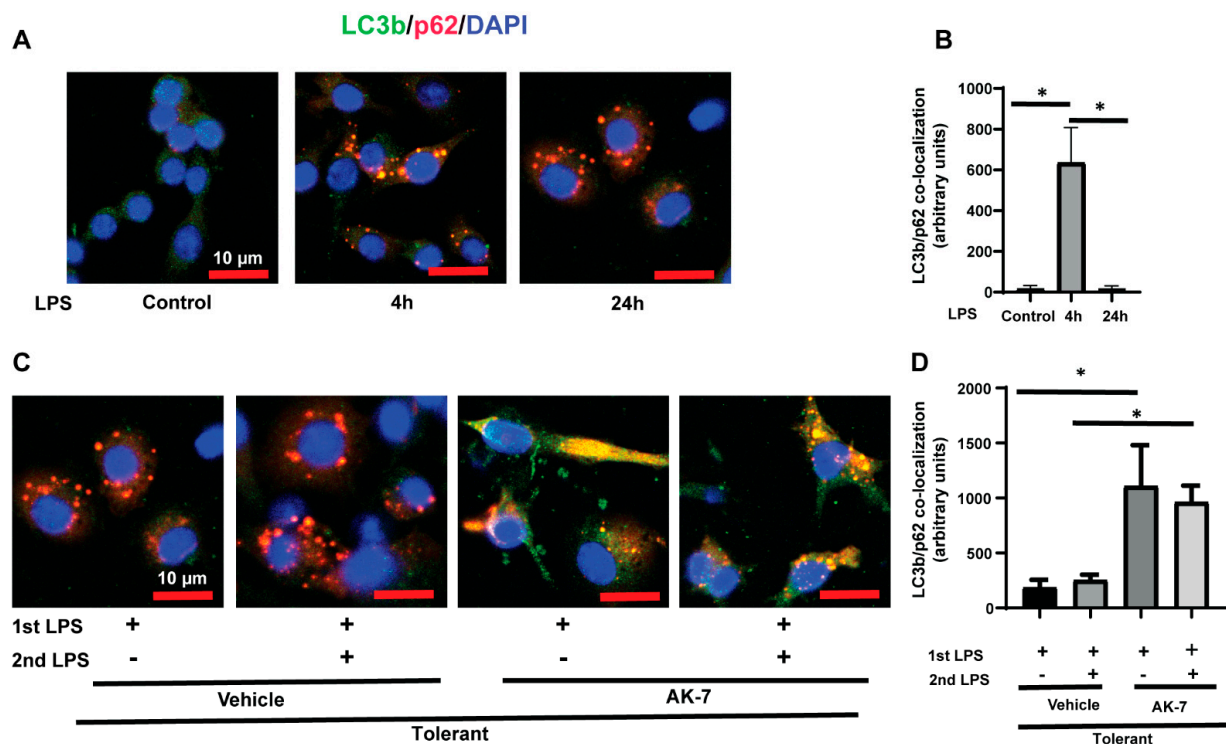 LC3b/p62/DAPI
A
10 µm
LPS
Control
4h
24h
B
*
*
LC3b/p62 co-localization
(arbitrary units)
1000
800
600
400
200
0
LPS
Control
4h
24h
C
10 µm
1st LPS + + + +
2nd LPS - + - +
Vehicle
AK-7
Tolerant
D
*
*
LC3b/p62 co-localization
(arbitrary units)
2000
1500
1000
500
0
1st LPS + + + +
2nd LPS - + - +
Vehicle
AK-7
Tolerant